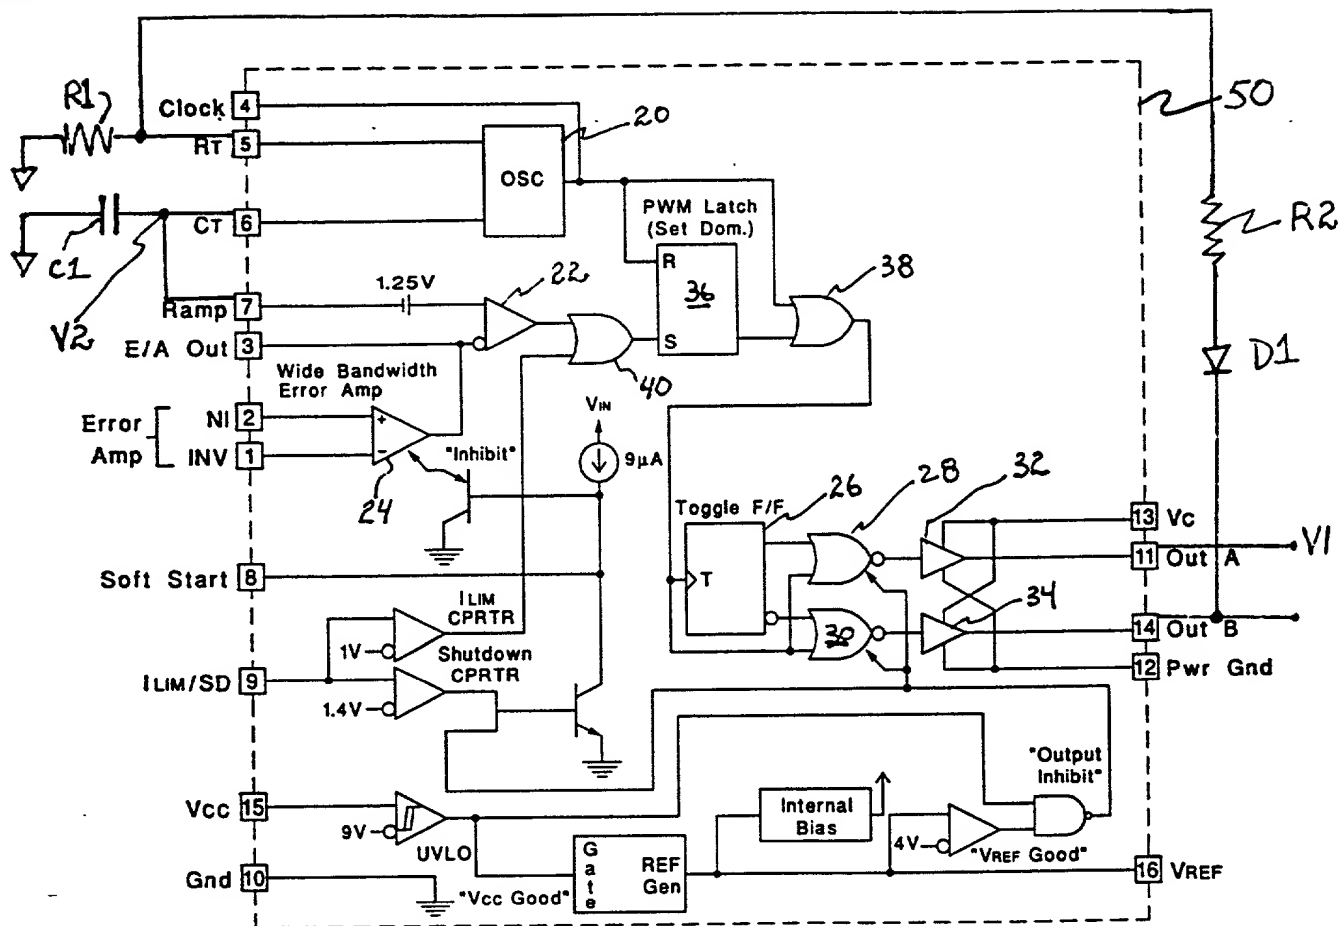 R1
50
Clock 4
20
RT 5
OSC
R2
CT 6
C1
PWM Latch
(Set Dom.)
R
36
S
38
1.25V
22
Ramp 7
V2
E/A Out 3
40
D1
Wide Bandwidth
Error Amp
Error
Amp
NI 2
INV 1
24
"Inhibit"
VIN
9µA
Toggle F/F
26
28
32
T
13 VC
V1
11 Out A
Soft Start 8
30
34
14 Out B
12 Pwr Gnd
ILIM
CPRTR
1V
Shutdown
CPRTR
ILIM/SD 9
1.4V
"Output
Inhibit"
VCC 15
9V
UVLO
Internal
Bias
4V
"VREF Good"
Gate
REF
Gen
"Vcc Good"
16 VREF
Gnd 10